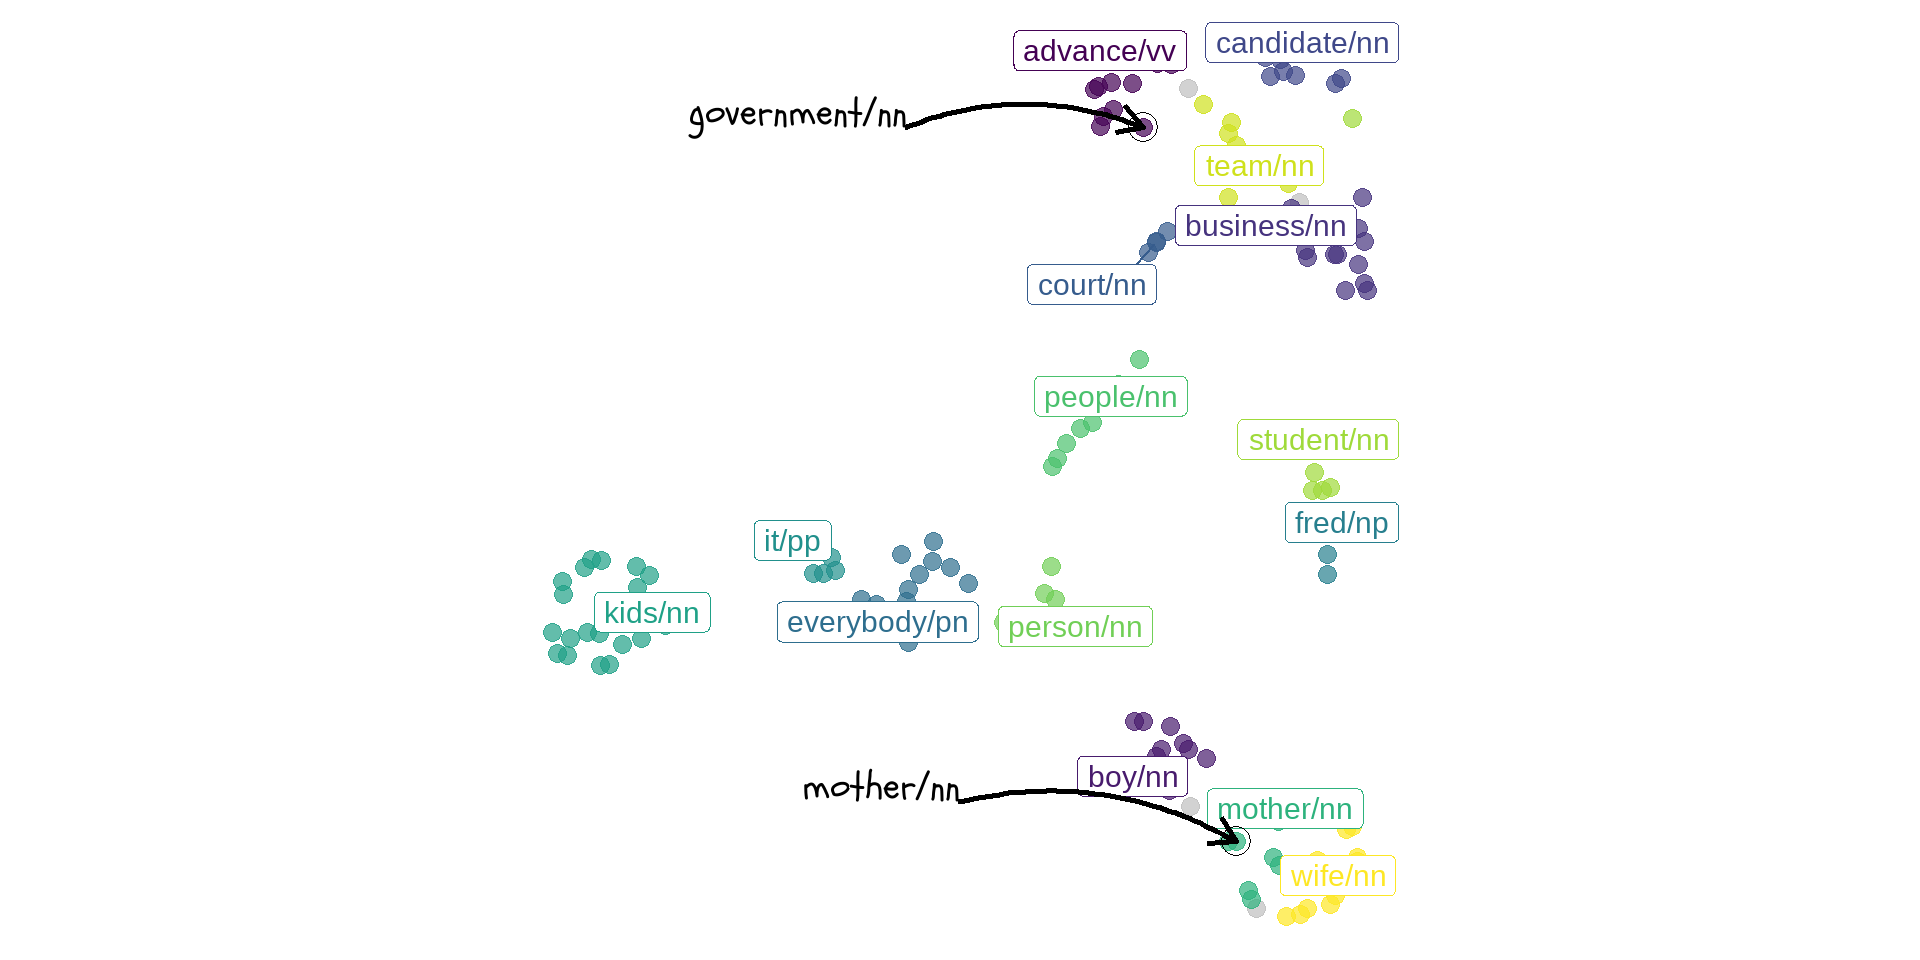 advance/vv
candidate/nn
government/nn
team/nn
business/nn
court/nn
people/nn
student/nn
fred/np
it/pp
kids/nn
everybody/pn
person/nn
boy/nn
mother/nn
mother/nn
wife/nn